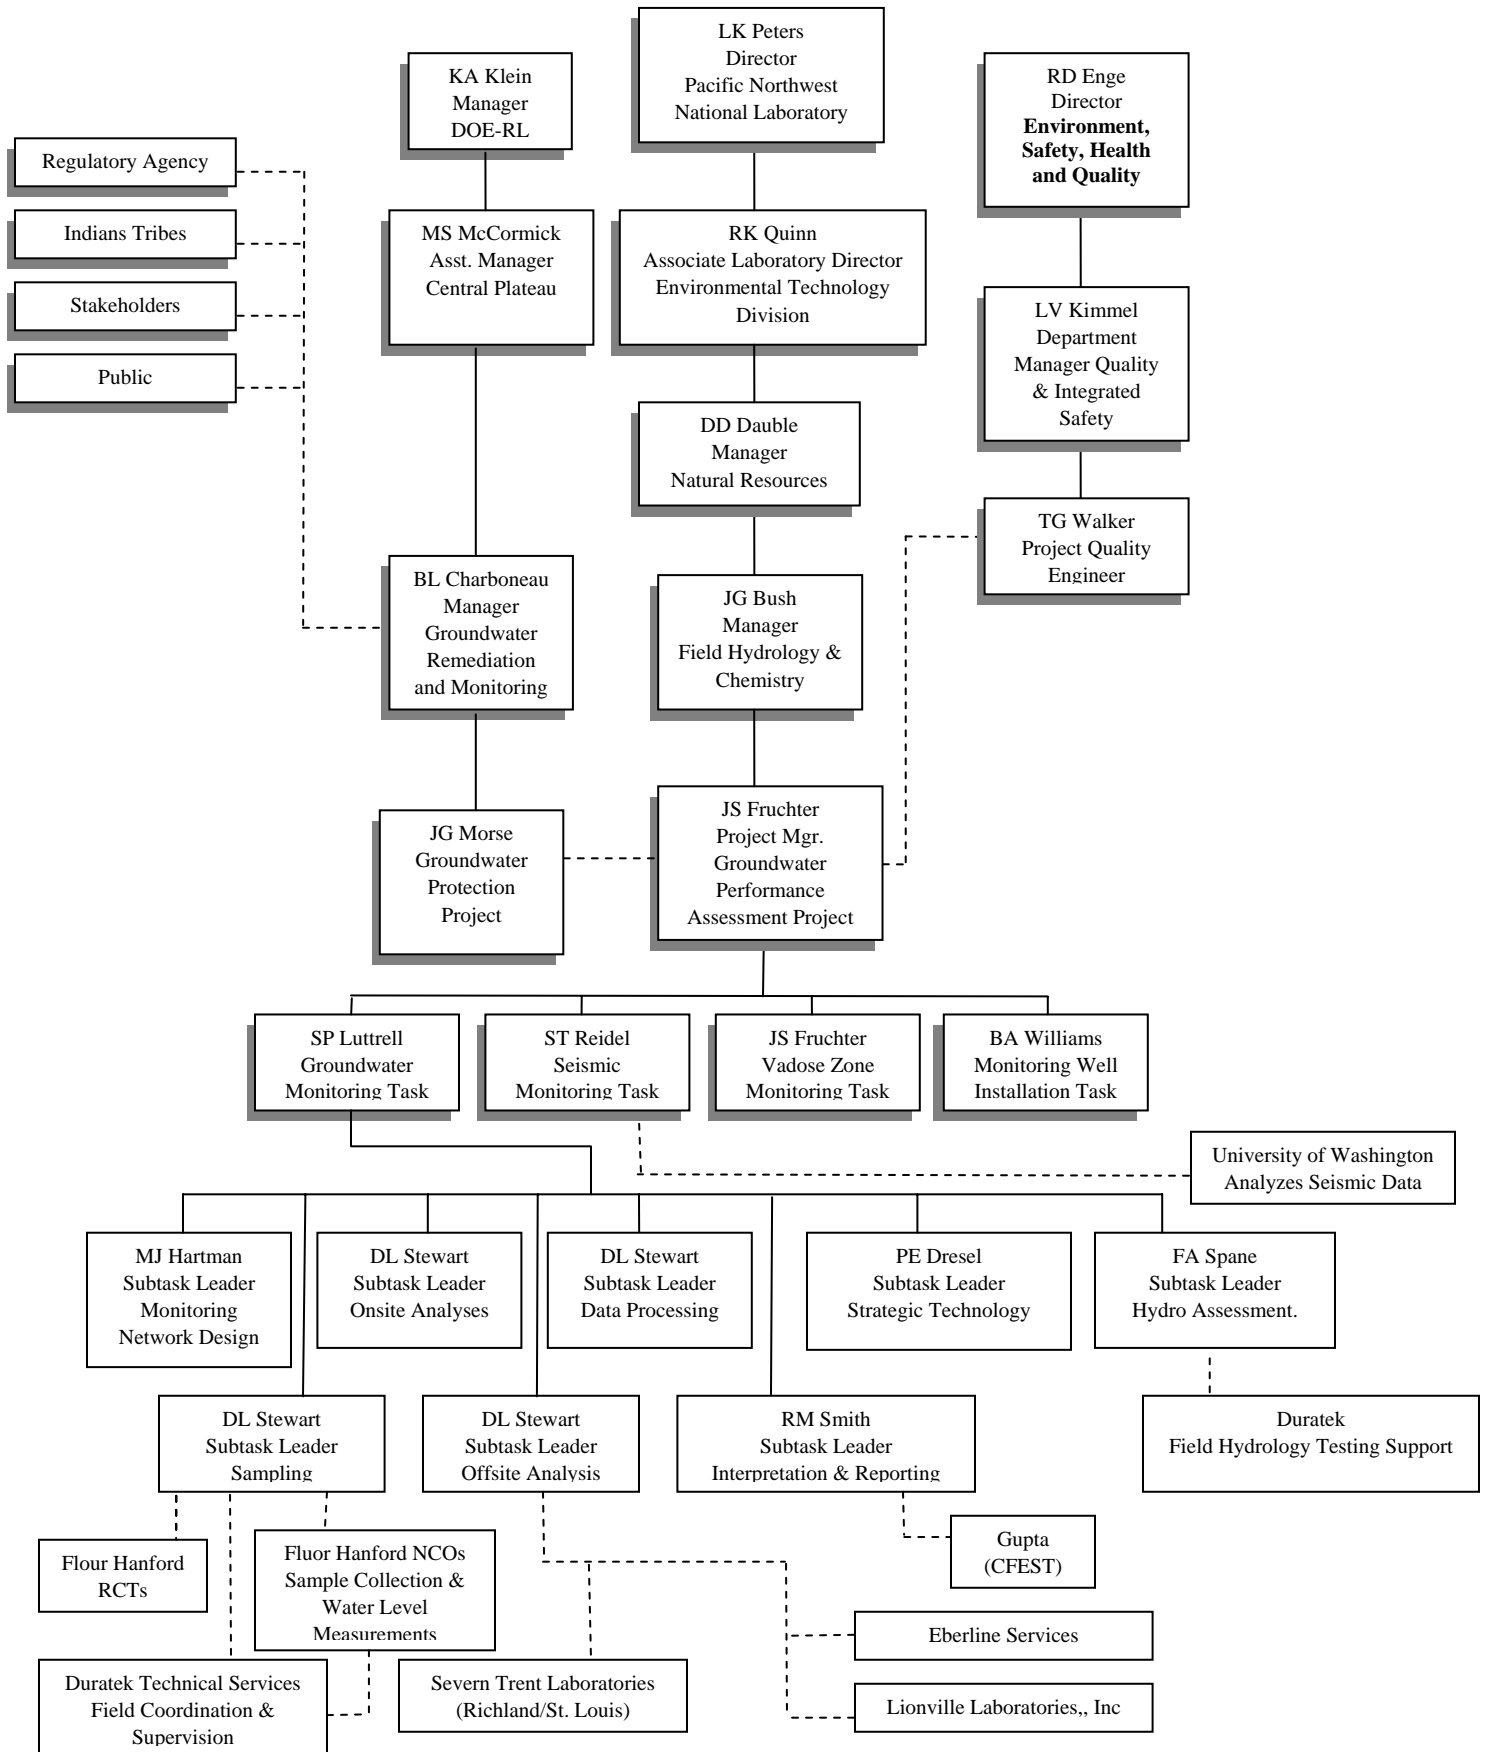 LK Peters
Director
Pacific Northwest
National Laboratory
KA Klein
Manager
DOE-RL
RD Enge
Director
Environment,
Safety, Health
and Quality
Regulatory Agency
Indians Tribes
Stakeholders
Public
MS McCormick
Asst. Manager
Central Plateau
RK Quinn
Associate Laboratory Director
Environmental Technology
Division
LV Kimmel
Department
Manager Quality
& Integrated
Safety
DD Dauble
Manager
Natural Resources
TG Walker
Project Quality
Engineer
BL Charboneau
Manager
Groundwater
Remediation
and Monitoring
JG Bush
Manager
Field Hydrology &
Chemistry
JG Morse
Groundwater
Protection
Project
JS Fruchter
Project Mgr.
Groundwater
Performance
Assessment Project
SP Luttrell
Groundwater
Monitoring Task
ST Reidel
Seismic
Monitoring Task
JS Fruchter
Vadose Zone
Monitoring Task
BA Williams
Monitoring Well
Installation Task
University of Washington
Analyzes Seismic Data
MJ Hartman
Subtask Leader
Monitoring
Network Design
DL Stewart
Subtask Leader
Onsite Analyses
DL Stewart
Subtask Leader
Data Processing
PE Dresel
Subtask Leader
Strategic Technology
FA Spane
Subtask Leader
Hydro Assessment.
DL Stewart
Subtask Leader
Sampling
DL Stewart
Subtask Leader
Offsite Analysis
RM Smith
Subtask Leader
Interpretation & Reporting
Duratek
Field Hydrology Testing Support
Flour Hanford
RCTs
Fluor Hanford NCOs
Sample Collection &
Water Level
Measurements
Gupta
(CFEST)
Eberline Services
Duratek Technical Services
Field Coordination &
Supervision
Severn Trent Laboratories
(Richland/St. Louis)
Lionville Laboratories,, Inc